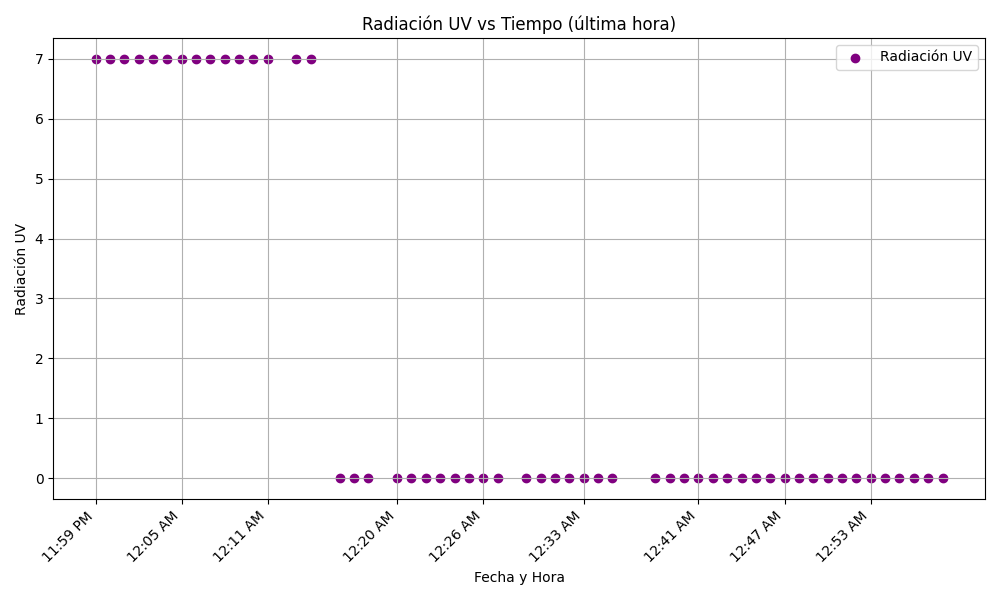 Radiación UV vs Tiempo (última hora)
Radiación UV
7
6
5
4
3
2
1
0
Radiación UV
11:59 PM
12:05 AM
12:11 AM
12:20 AM
12:26 AM
12:33 AM
12:41 AM
12:47 AM
12:53 AM
Fecha y Hora